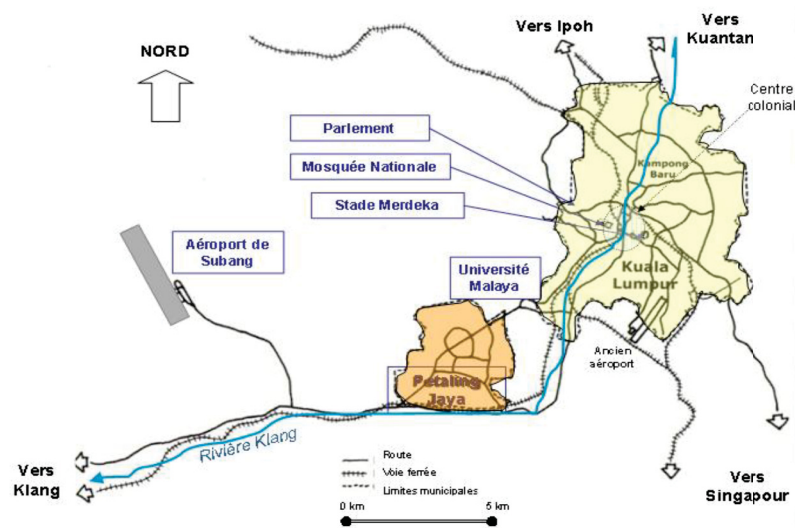 Vers Ipoh
Vers
Kuantan
NORD
Centre
colonial
Parlement
Mosquée Nationale
Kampong
Baru
Stade Merdeka
Aéroport de
Subang
Université
Malaya
Kuala
Lumpur
Ancien
aéroport
Petaling
Jaya
Rivière Klang
Vers
Klang
Route
Voie ferrée
Limites municipales
Vers
Singapour
0 km
5 km